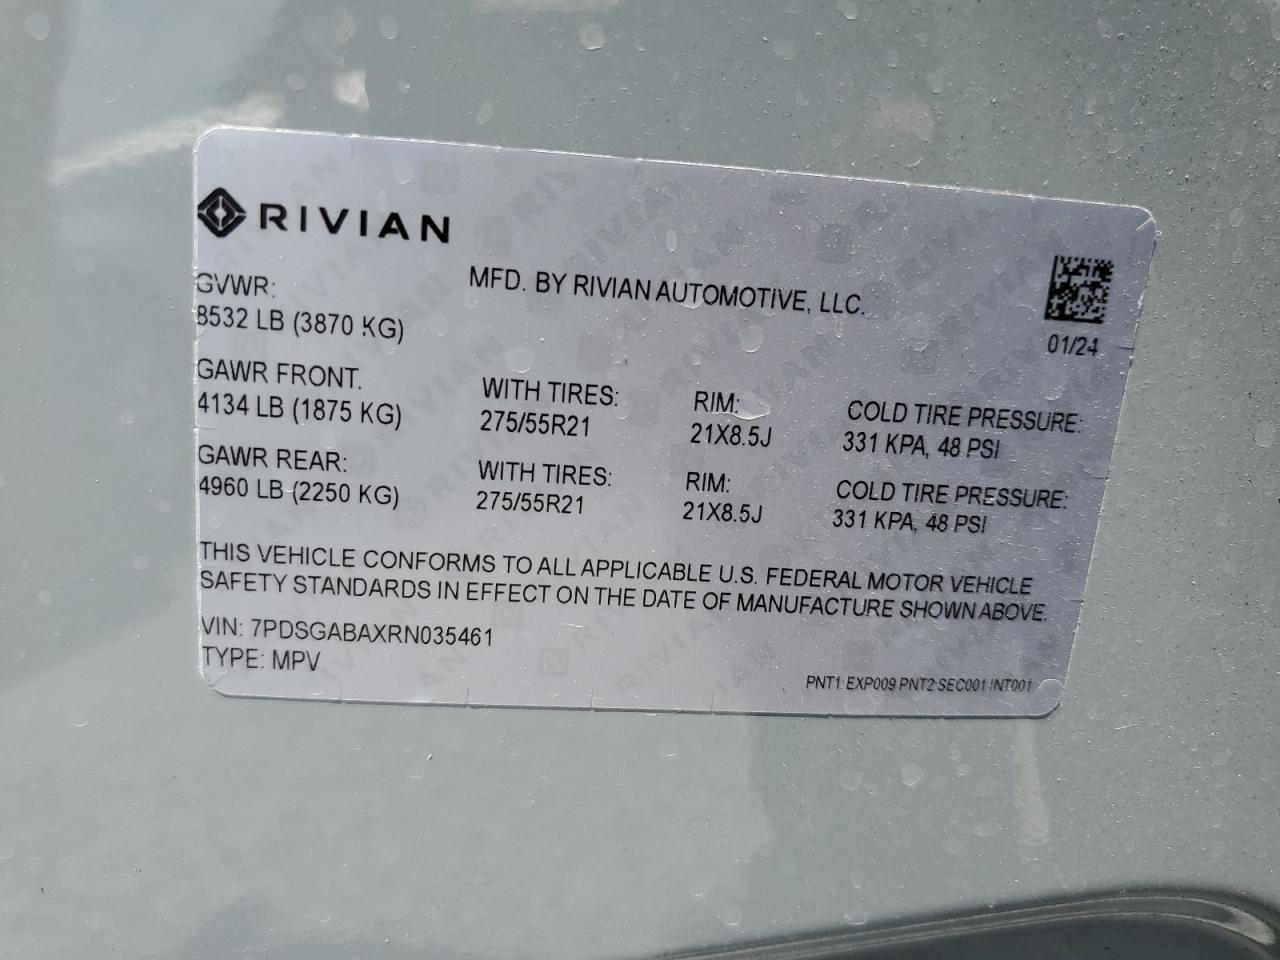 RIVIAN
MFD. BY RIVIAN AUTOMOTIVE, LLC.
01/24
GVWR:
8532 LB (3870 KG)
GAWR FRONT.
4134 LB (1875 KG)
WITH TIRES:
275/55R21
RIM:
21X8.5J
COLD TIRE PRESSURE:
331 KPA, 48 PSI
GAWR REAR:
4960 LB (2250 KG)
WITH TIRES:
275/55R21
RIM:
21X8.5J
COLD TIRE PRESSURE:
331 KPA, 48 PSI
THIS VEHICLE CONFORMS TO ALL APPLICABLE U.S. FEDERAL MOTOR VEHICLE
SAFETY STANDARDS IN EFFECT ON THE DATE OF MANUFACTURE SHOWN ABOVE.
VIN: 7PDSGABAXRN035461
TYPE: MPV
PNT1: EXP009 PNT2: SEC001 INT001